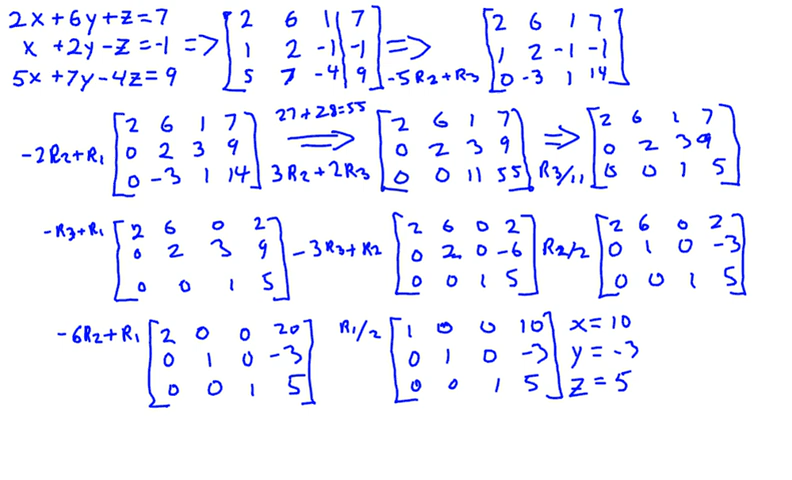 2x+6y+z=7 [2 6 1 | 7] [2 6 1 7]
x+2y-z=-1 => [1 2 -1 | -1] => [1 2 -1 -1]
5x+7y-4z=9 [5 7 -4 | 9] -5R2+R3 [0 -3 1 14]
[2 6 1 7] 27+28=55 [2 6 1 7] [2 6 1 7]
-2R2+R1 [0 2 3 9] => [0 2 3 9] => [0 2 3 9]
[0 -3 1 14] 3R2+2R3 [0 0 11 55] R3/11 [0 0 1 5]
-R3+R1 [2 6 0 2] [2 6 0 2] [2 6 0 2]
[0 2 3 9] -3R3+R2 [0 2 0 -6] R2/2 [0 1 0 -3]
[0 0 1 5] [0 0 1 5] [0 0 1 5]
-6R2+R1 [2 0 0 20] R1/2 [1 0 0 10] x=10
[0 1 0 -3] [0 1 0 -3] y=-3
[0 0 1 5] [0 0 1 5] z=5